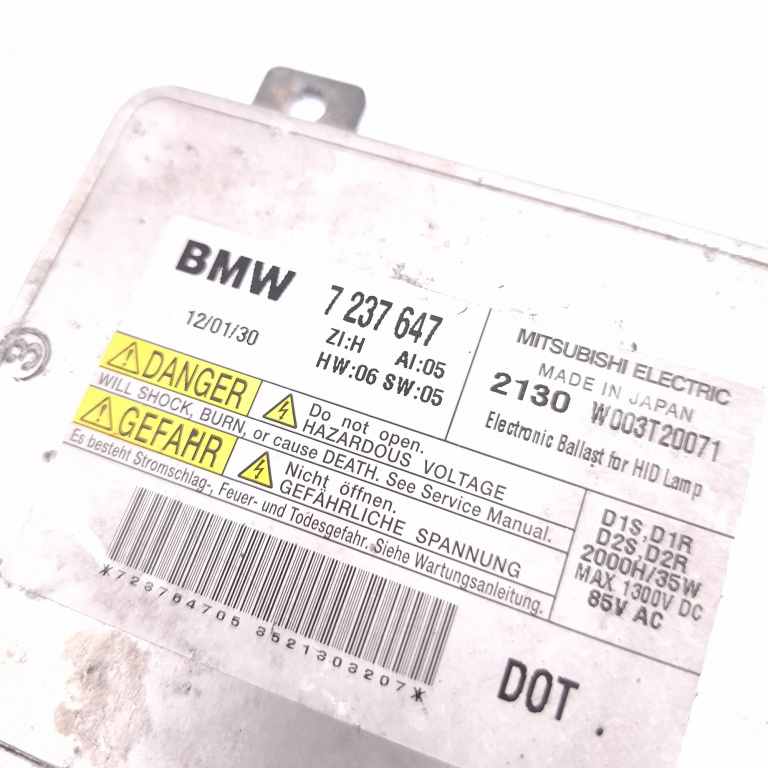 BMW 7 237 647
12/01/30 ZI:H AI:05
HW:06 SW:05
MITSUBISHI ELECTRIC
MADE IN JAPAN
2130 W003T20071
Electronic Ballast for HID Lamp
DANGER Do not open.
HAZARDOUS VOLTAGE
WILL SHOCK, BURN, or cause DEATH. See Service Manual.
GEFAHR Nicht öffnen.
GEFÄHRLICHE SPANNUNG
Es besteht Stromschlag-, Feuer- und Todesgefahr. Siehe Wartungsanleitung.
D1S, D1R
D2S, D2R
2000H/35W
MAX 1300V DC
85V AC
*723764705 3521303207*
DOT
3